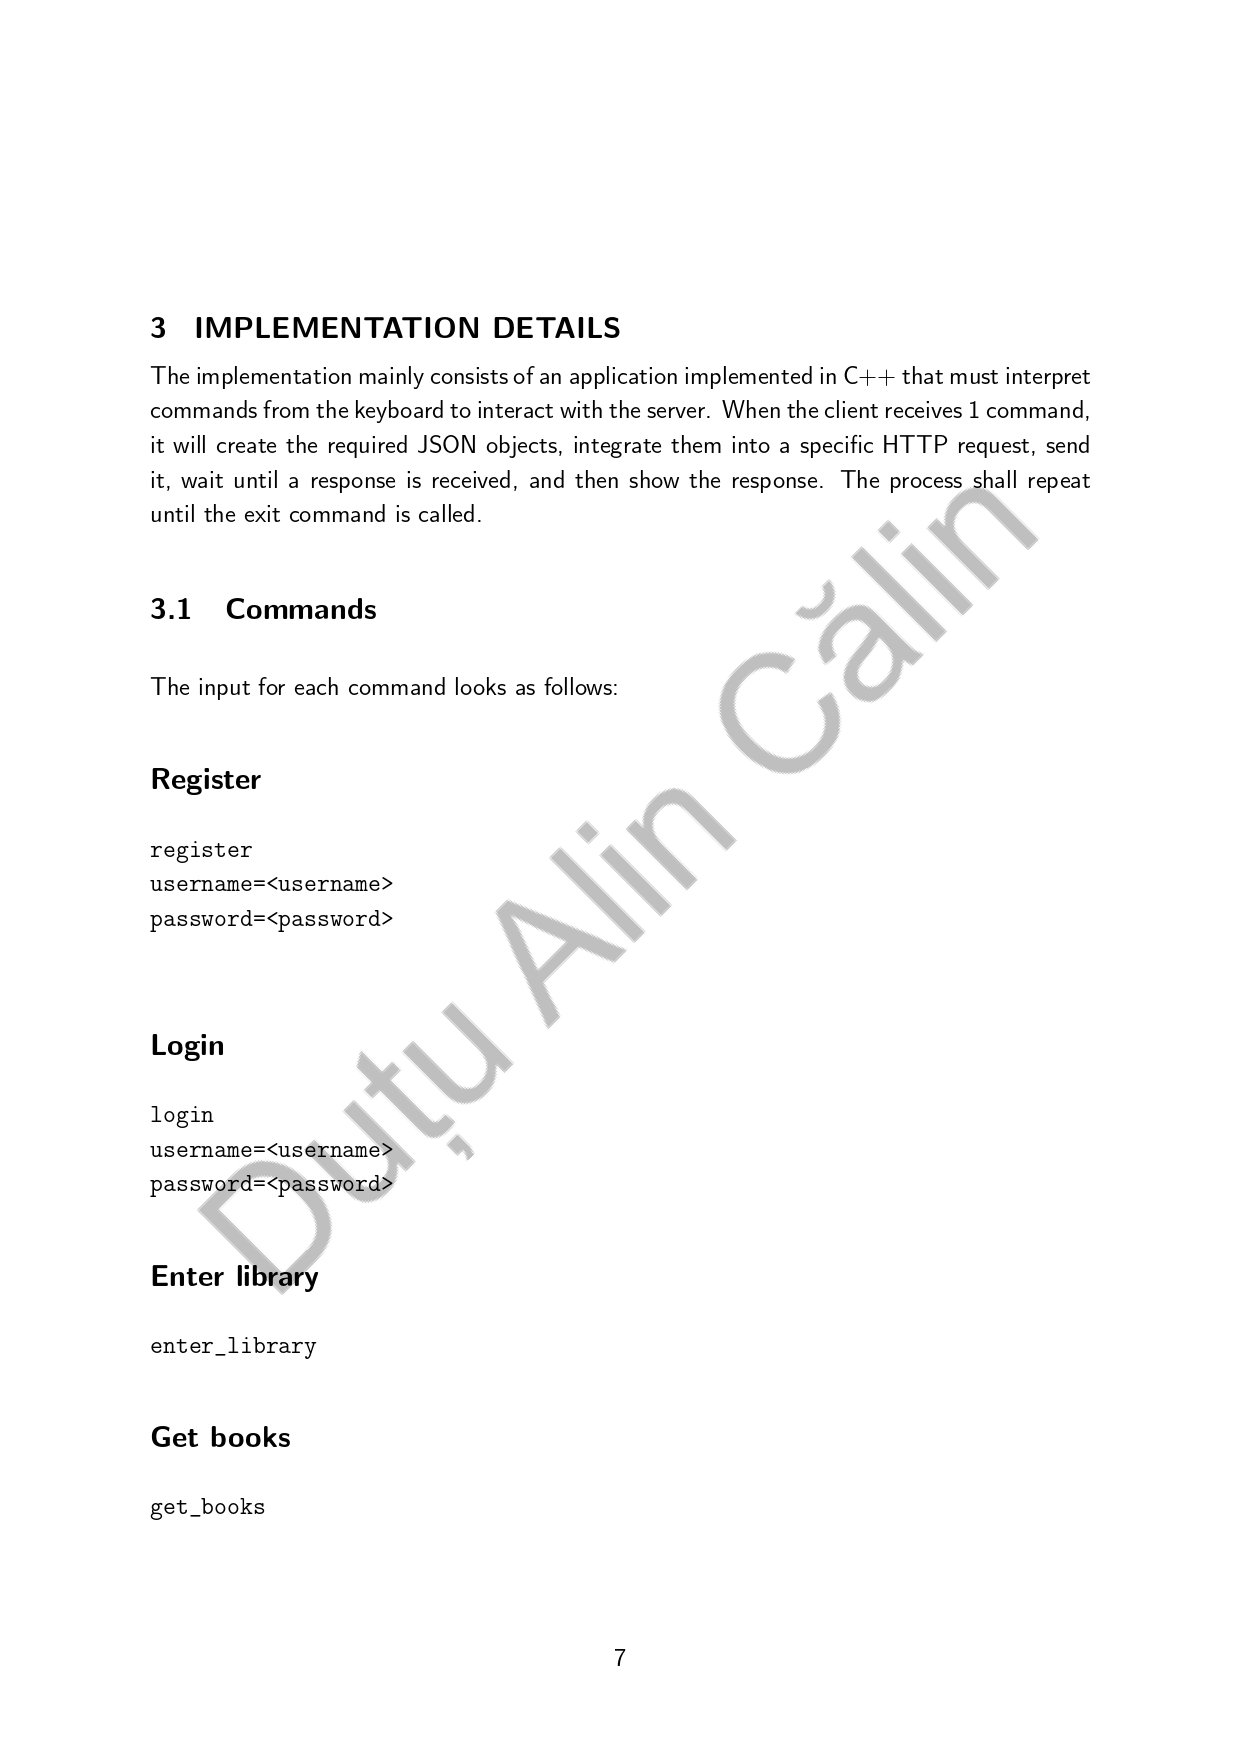 3 IMPLEMENTATION DETAILS
The implementation mainly consists of an application implemented in C++ that must interpret
commands from the keyboard to interact with the server. When the client receives 1 command,
it will create the required JSON objects, integrate them into a specific HTTP request, send
it, wait until a response is received, and then show the response. The process shall repeat
until the exit command is called.
3.1 Commands
The input for each command looks as follows:
Register
register
username=<username>
password=<password>
Login
login
username=<username>
password=<password>
Enter library
enter_library
Get books
get_books
7
Duțu Alin Călin